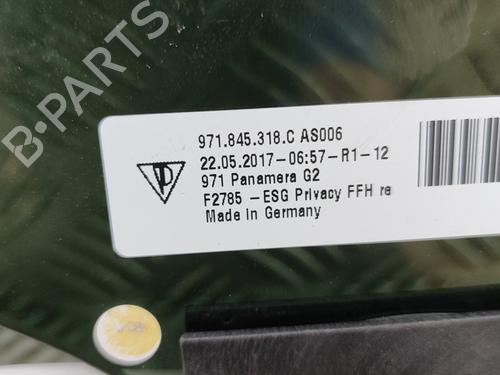 B-PARTS
971.845.318.C AS006
22.05.2017-06:57-R1-12
971 Panamera G2
F2785 -ESG Privacy FFH re
Made in Germany